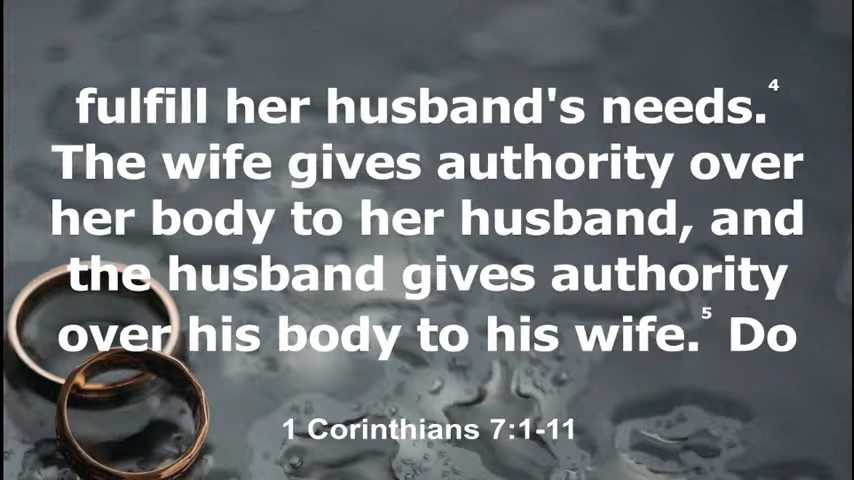 fulfill her husband's needs. 4
The wife gives authority over
her body to her husband, and
the husband gives authority
over his body to his wife. 5 Do
1 Corinthians 7:1-11